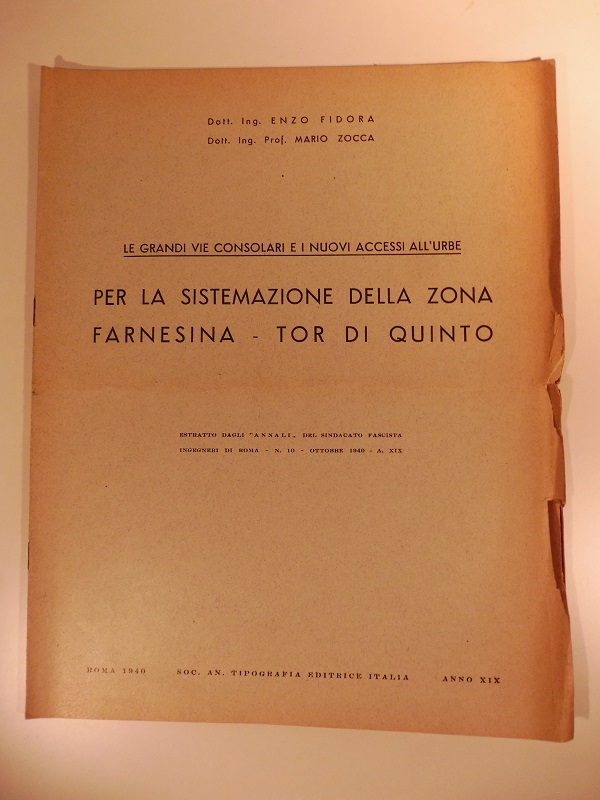 Dott. Ing. ENZO FIDORA
Dott. Ing. Prof. MARIO ZOCCA
LE GRANDI VIE CONSOLARI E I NUOVI ACCESSI ALL'URBE
PER LA SISTEMAZIONE DELLA ZONA
FARNESINA - TOR DI QUINTO
ESTRATTO DAGLI "ANNALI„ DEL SINDACATO FASCISTA
INGEGNERI DI ROMA - N. 10 - OTTOBRE 1940 - A. XIX
ROMA 1940 SOC. AN. TIPOGRAFIA EDITRICE ITALIA ANNO XIX